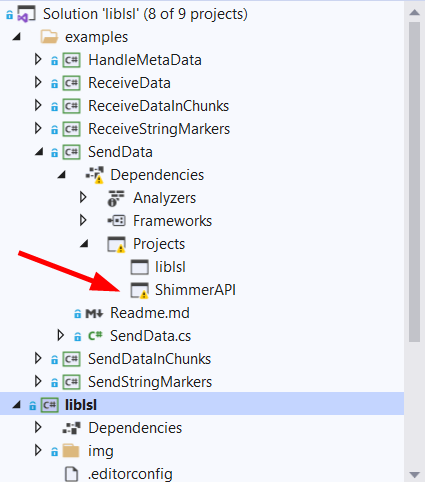 Solution 'liblsl' (8 of 9 projects)
examples
C# HandleMetaData
C# ReceiveData
C# ReceiveDataInChunks
C# ReceiveStringMarkers
C# SendData
Dependencies
Analyzers
Frameworks
Projects
liblsl
ShimmerAPI
M Readme.md
C# SendData.cs
C# SendDataInChunks
C# SendStringMarkers
C# liblsl
Dependencies
img
.editorconfig